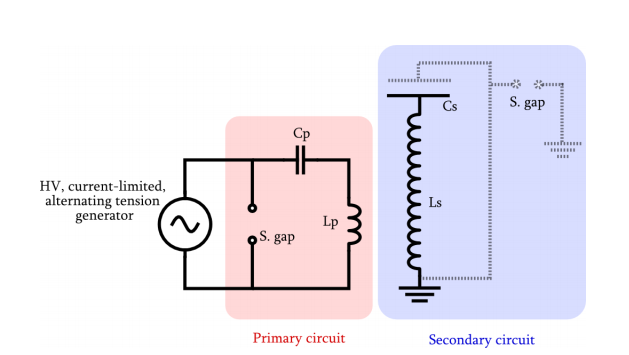 HV, current-limited,
alternating tension
generator
Cp
S. gap
Lp
Primary circuit
Cs
S. gap
Ls
Secondary circuit